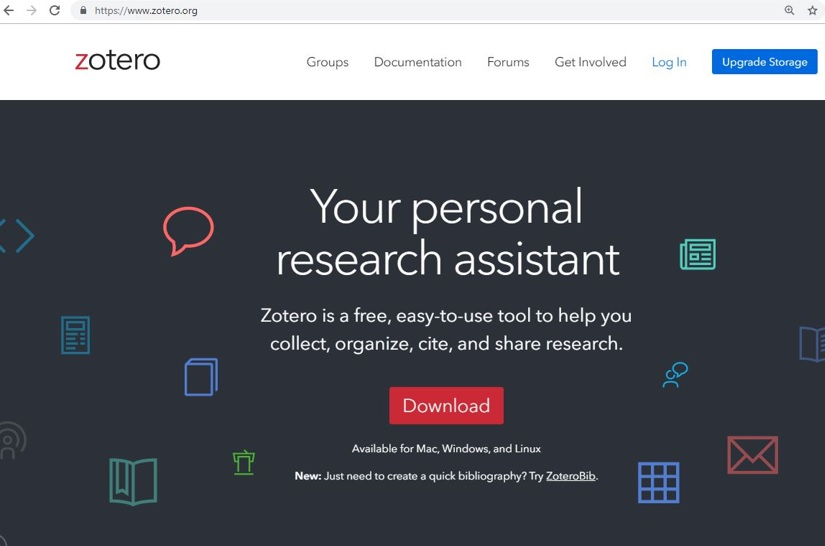 https://www.zotero.org
zotero
Groups Documentation Forums Get Involved Log In Upgrade Storage
Your personal
research assistant
Zotero is a free, easy-to-use tool to help you
collect, organize, cite, and share research.
Download
Available for Mac, Windows, and Linux
New: Just need to create a quick bibliography? Try ZoteroBib.